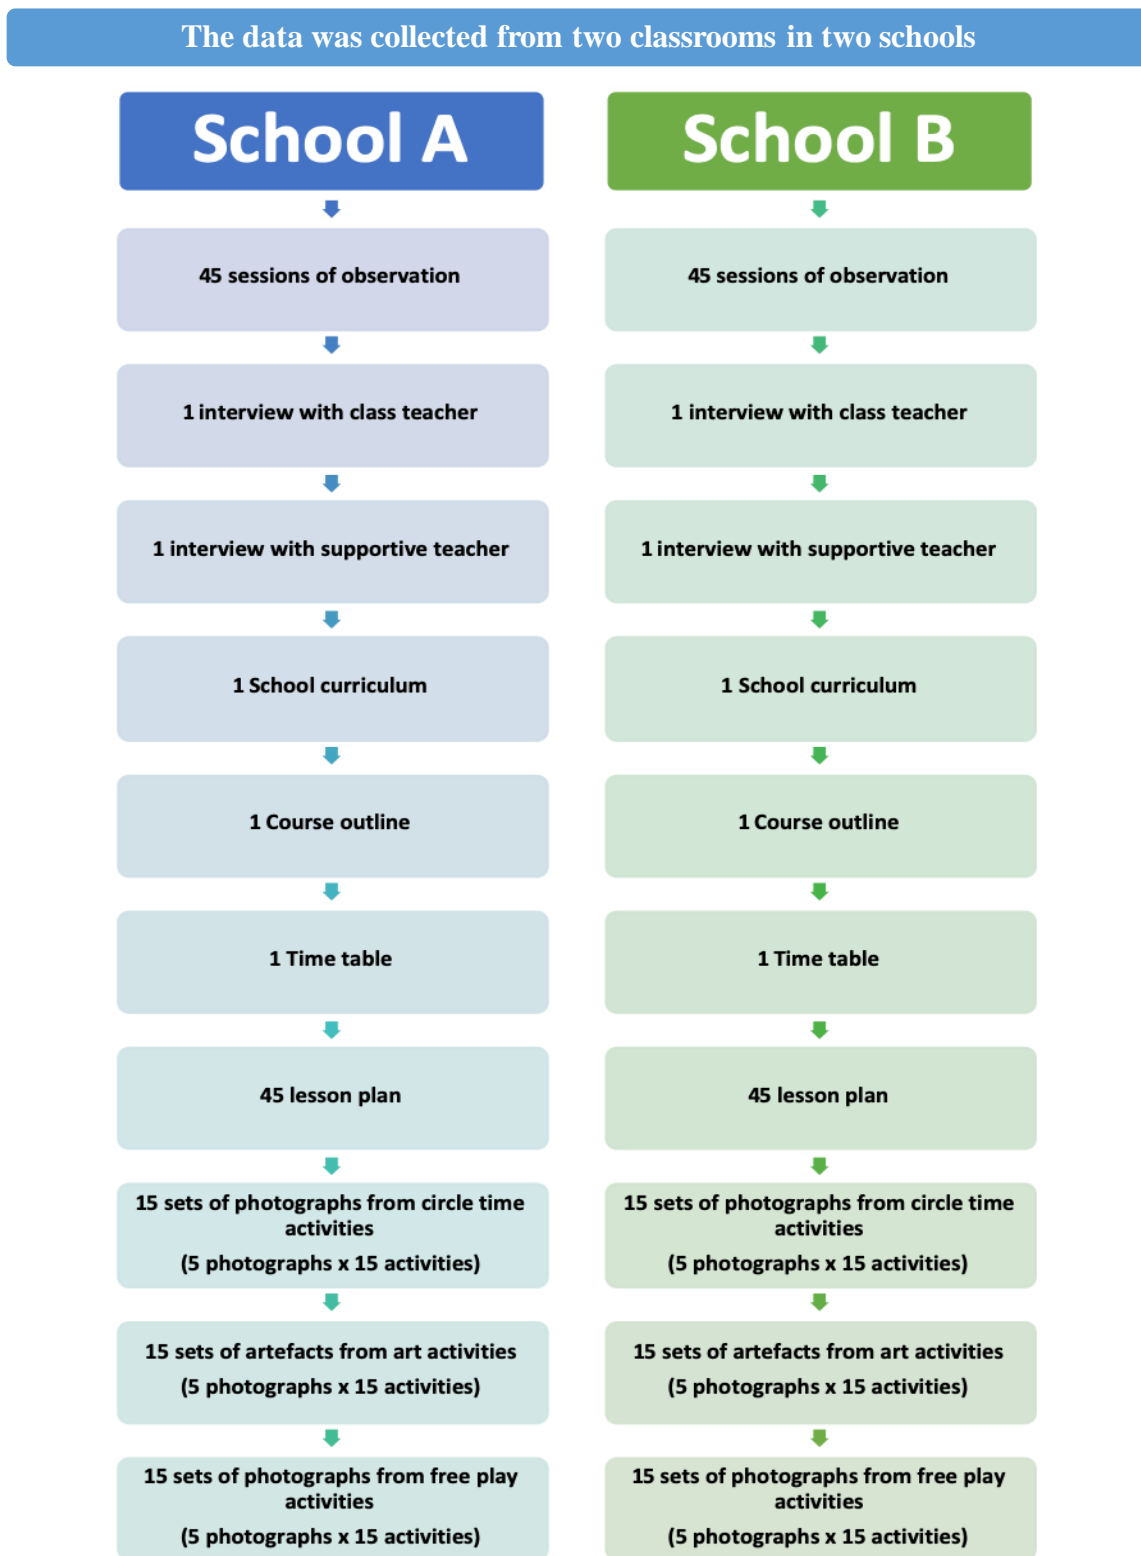 The data was collected from two classrooms in two schools
School A
45 sessions of observation
1 interview with class teacher
1 interview with supportive teacher
1 School curriculum
1 Course outline
1 Time table
45 lesson plan
15 sets of photographs from circle time
activities
(5 photographs x 15 activities)
15 sets of artefacts from art activities
(5 photographs x 15 activities)
15 sets of photographs from free play
activities
(5 photographs x 15 activities)
School B
45 sessions of observation
1 interview with class teacher
1 interview with supportive teacher
1 School curriculum
1 Course outline
1 Time table
45 lesson plan
15 sets of photographs from circle time
activities
(5 photographs x 15 activities)
15 sets of artefacts from art activities
(5 photographs x 15 activities)
15 sets of photographs from free play
activities
(5 photographs x 15 activities)